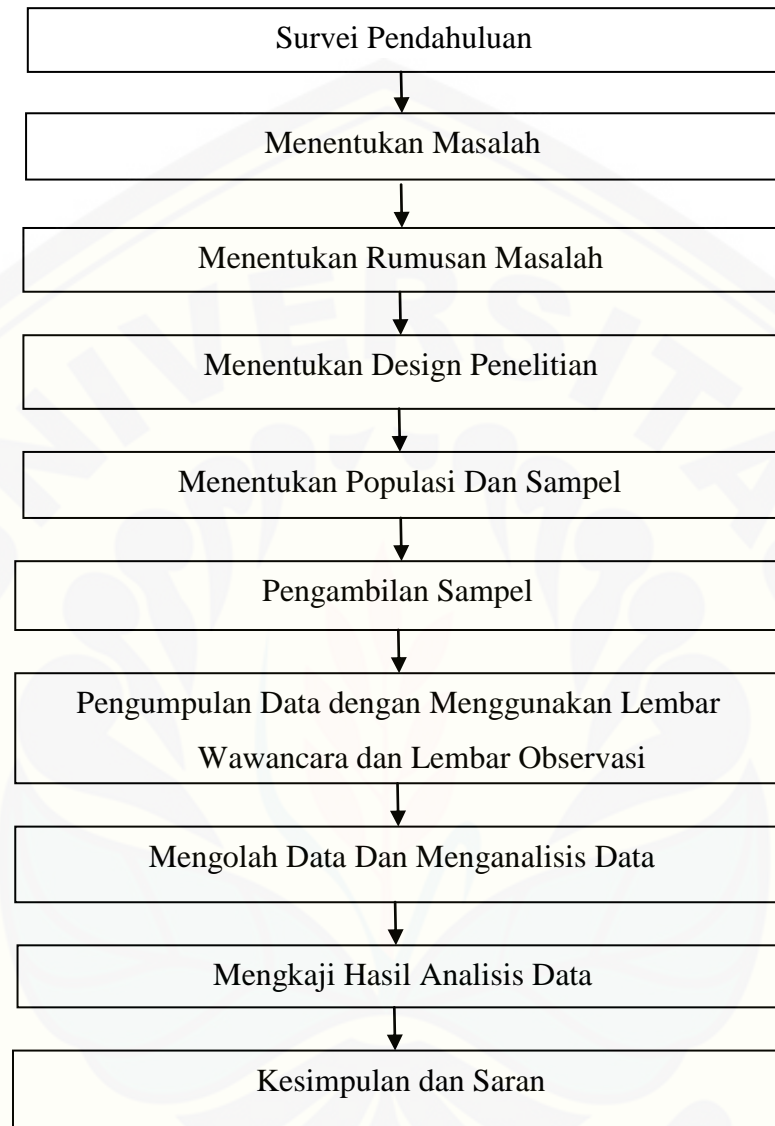 Survei Pendahuluan
Menentukan Masalah
Menentukan Rumusan Masalah
Menentukan Design Penelitian
Menentukan Populasi Dan Sampel
Pengambilan Sampel
Pengumpulan Data dengan Menggunakan Lembar
Wawancara dan Lembar Observasi
Mengolah Data Dan Menganalisis Data
Mengkaji Hasil Analisis Data
Kesimpulan dan Saran
UNIVERSITAS